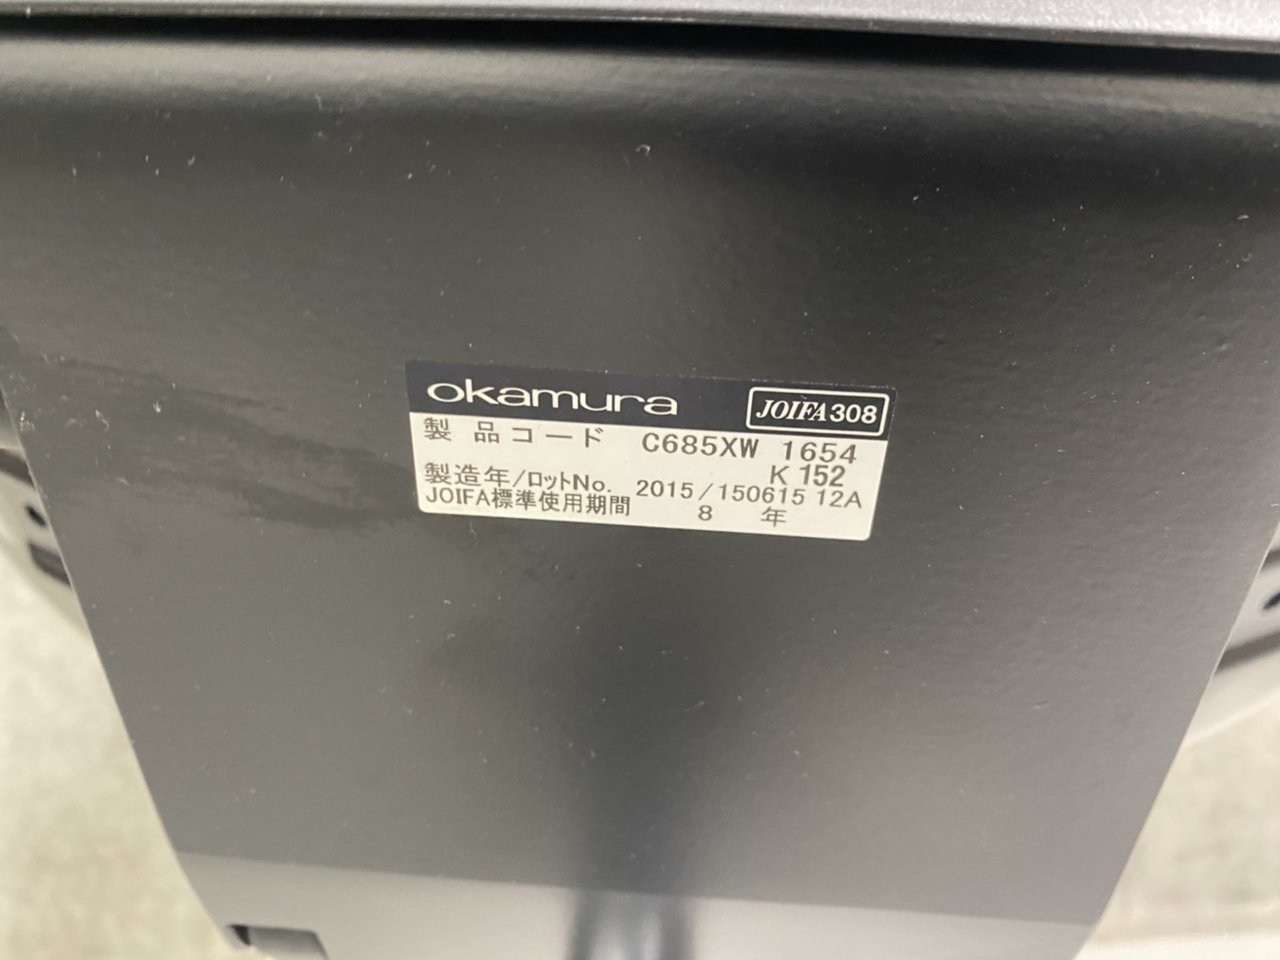 okamura JOIFA308
製品コード C685XW 1654
K 152
製造年/ロットNo. 2015/150615 12A
JOIFA標準使用期間 8 年